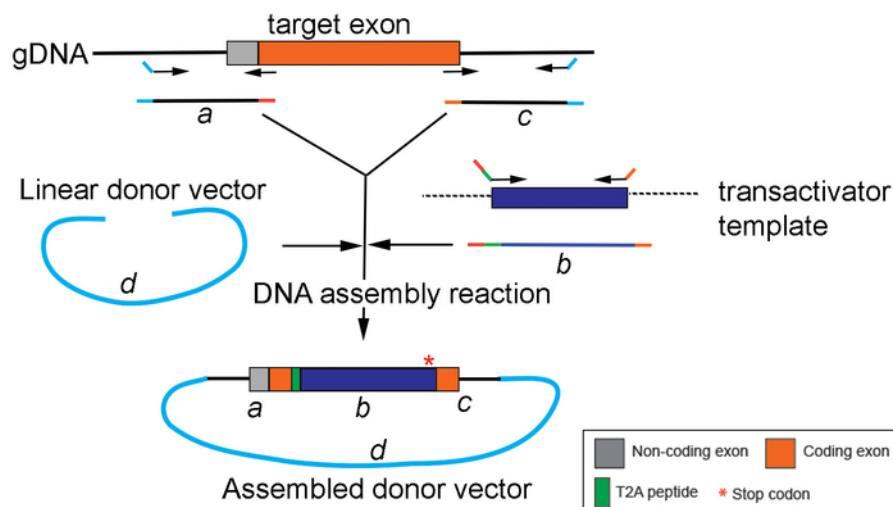 target exon
gDNA
a
c
Linear donor vector
transactivator
template
d
b
DNA assembly reaction
*
a
b
c
d
Assembled donor vector
Non-coding exon
Coding exon
T2A peptide
* Stop codon